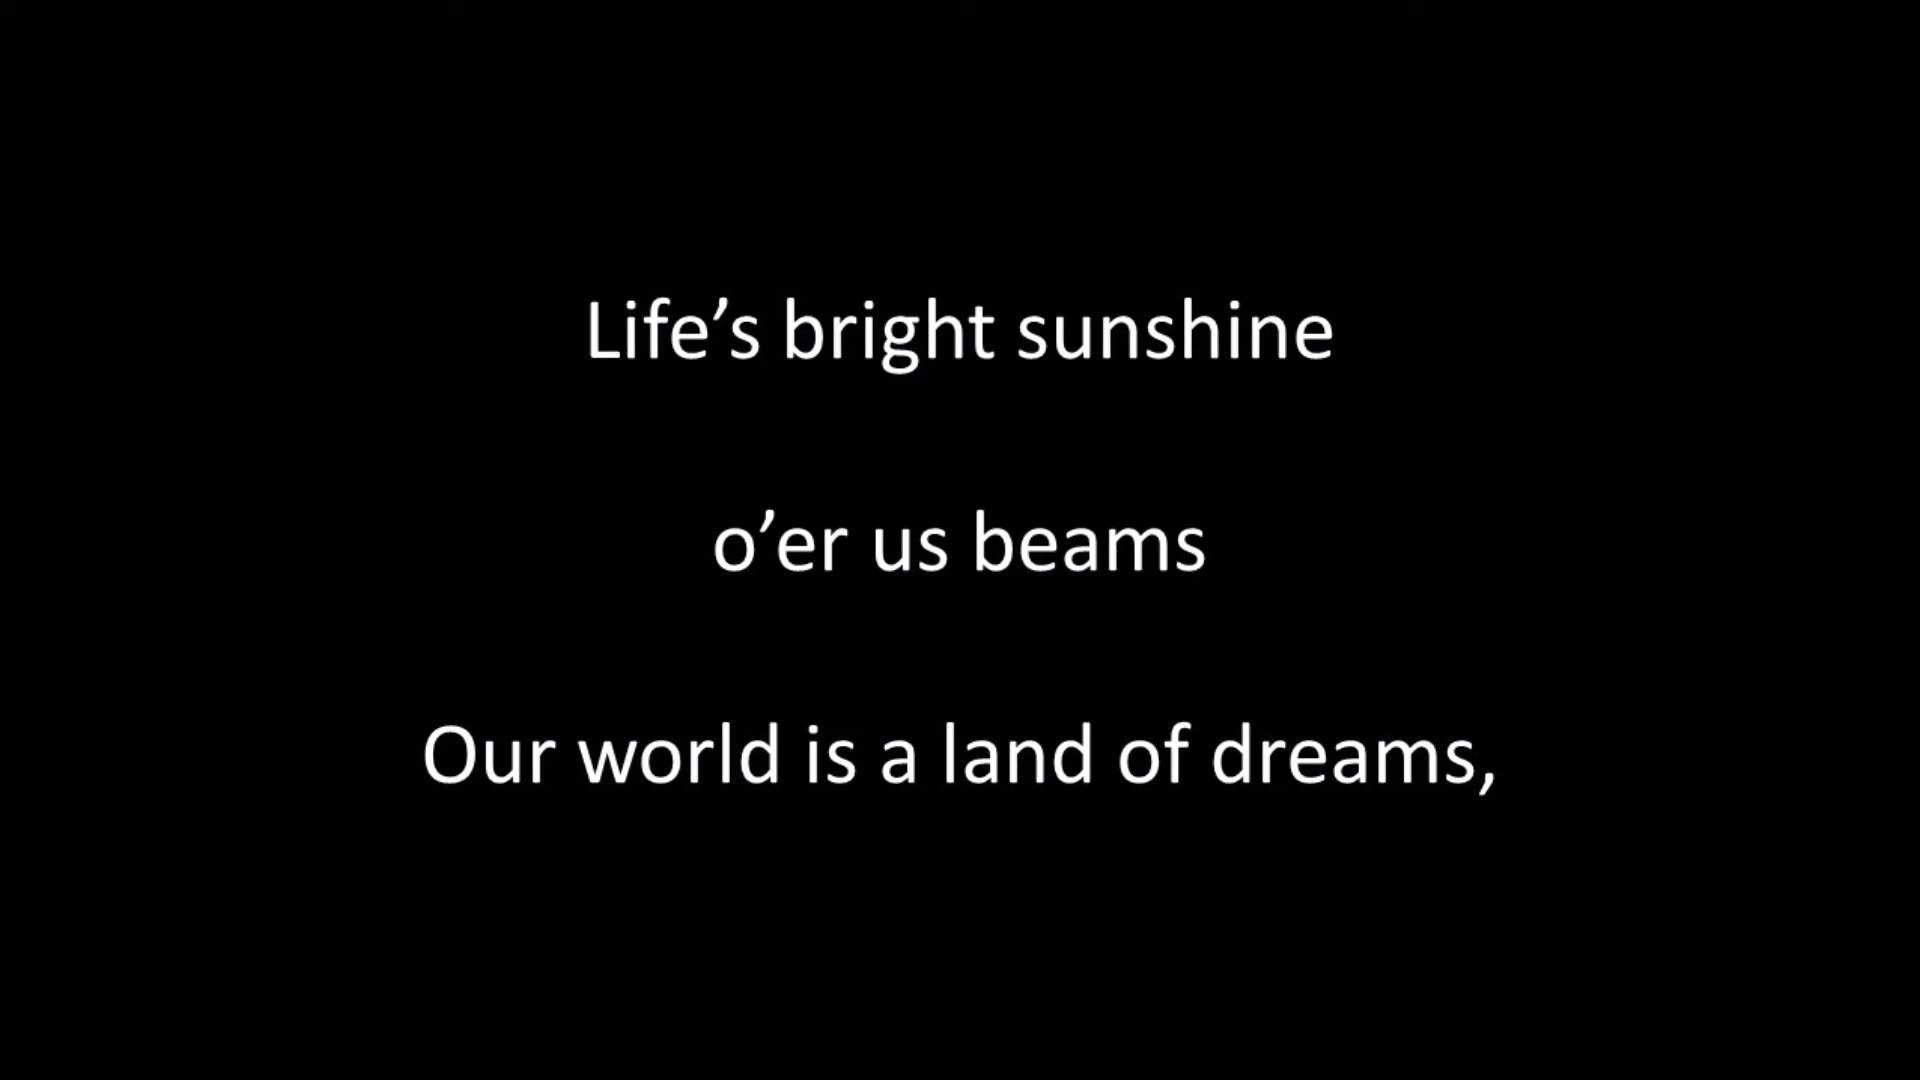 Life’s bright sunshine
o’er us beams
Our world is a land of dreams,